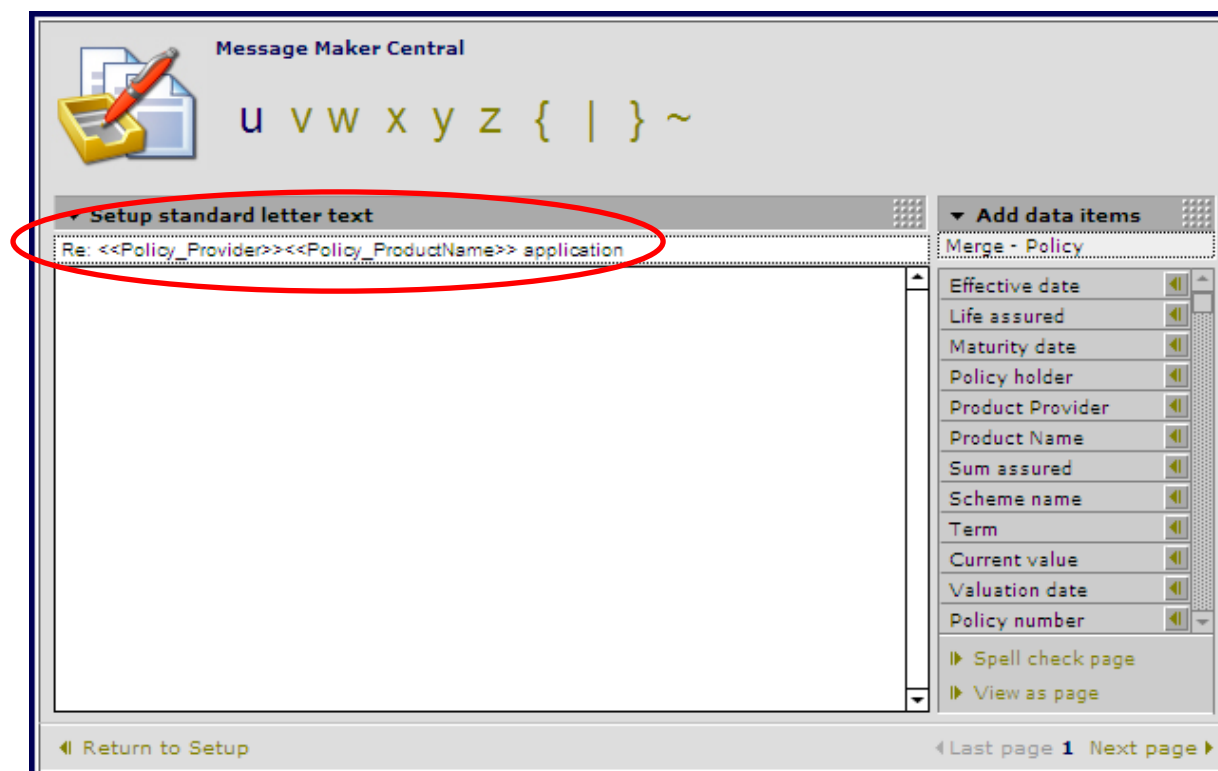 Message Maker Central
u v w x y z { | } ~
Setup standard letter text
Re: <<Policy_Provider>><<Policy_ProductName>> application
Add data items
Merge - Policy
Effective date
Life assured
Maturity date
Policy holder
Product Provider
Product Name
Sum assured
Scheme name
Term
Current value
Valuation date
Policy number
Spell check page
View as page
Return to Setup
Last page 1 Next page